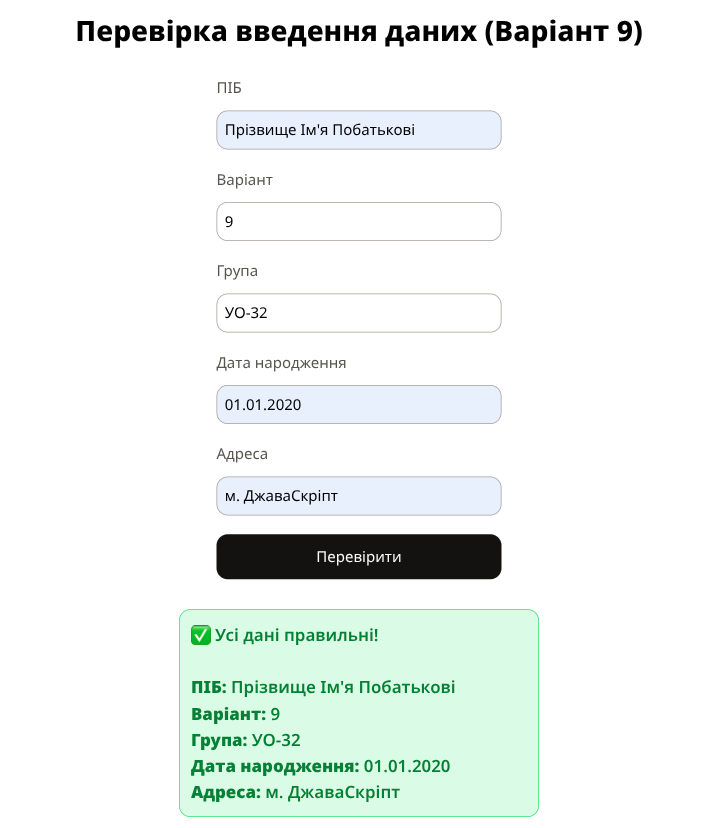 Перевірка введення даних (Варіант 9)
ПІБ
Прізвище Ім'я Побатькові
Варіант
9
Група
УО-32
Дата народження
01.01.2020
Адреса
м. ДжаваСкріпт
Перевірити
✅ Усі дані правильні!
ПІБ: Прізвище Ім'я Побатькові
Варіант: 9
Група: УО-32
Дата народження: 01.01.2020
Адреса: м. ДжаваСкріпт